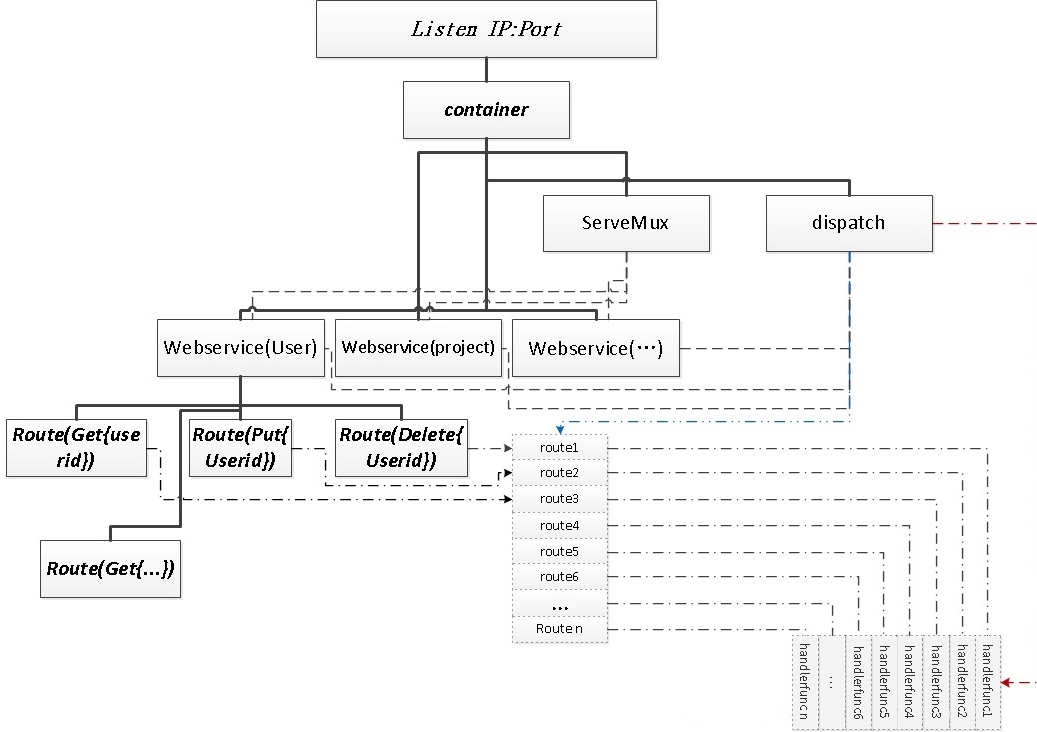 Listen IP:Port
container
ServeMux
dispatch
Webservice(User)
Webservice(project)
Webservice(⋯)
Route(Get{use
rid})
Route(Put{
Userid})
Route(Delete{
Userid})
Route(Get{...})
route1
route2
route3
route4
route5
route6
...
Route n
handlerfunc n
...
handlerfunc6
handlerfunc5
handlerfunc4
handlerfunc3
handlerfunc2
handlerfunc1